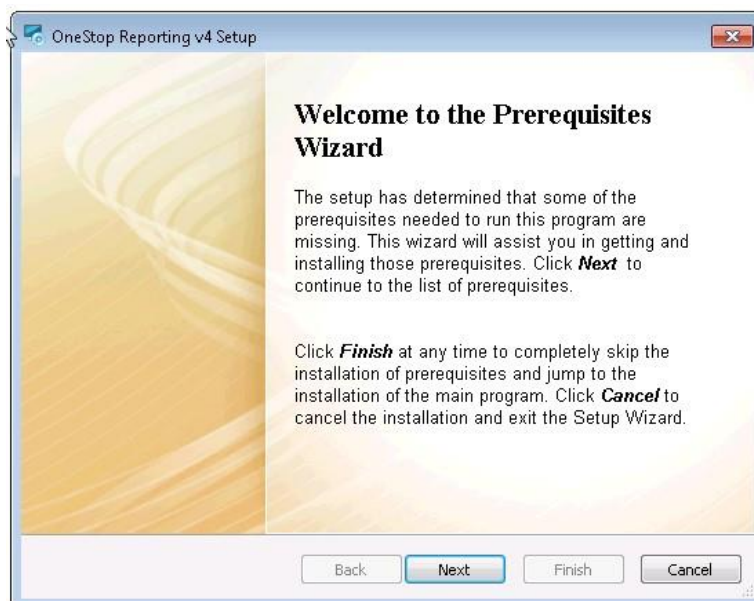 OneStop Reporting v4 Setup
Welcome to the Prerequisites
Wizard
The setup has determined that some of the
prerequisites needed to run this program are
missing. This wizard will assist you in getting and
installing those prerequisites. Click Next to
continue to the list of prerequisites.
Click Finish at any time to completely skip the
installation of prerequisites and jump to the
installation of the main program. Click Cancel to
cancel the installation and exit the Setup Wizard.
Back Next Finish Cancel